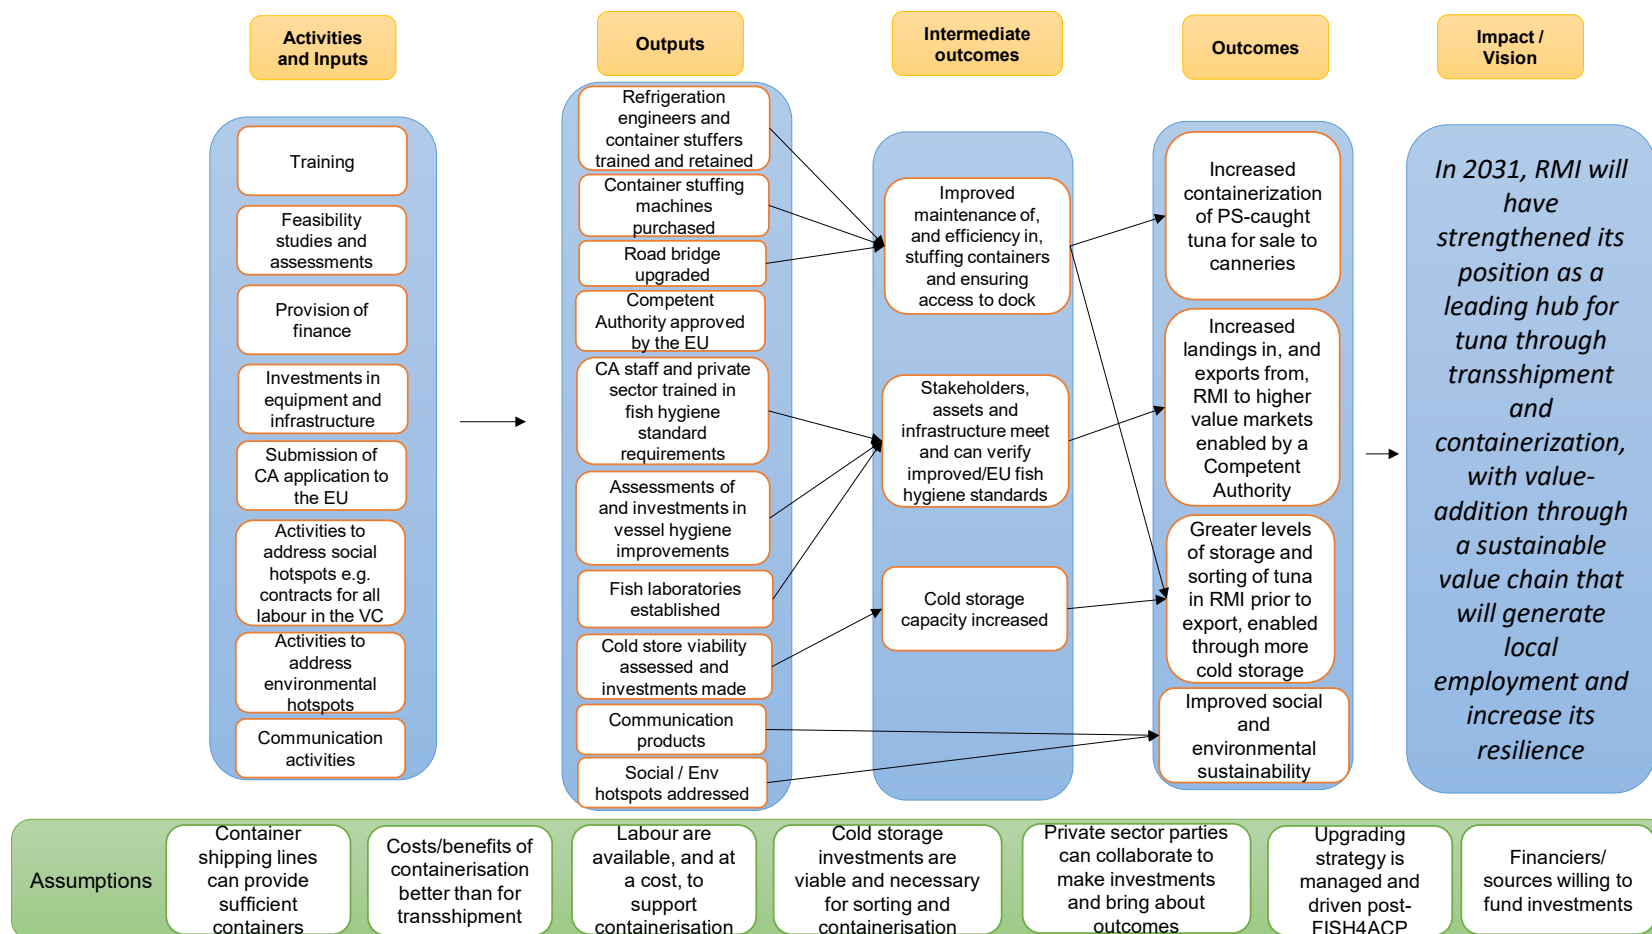 Activities
and Inputs
Outputs
Intermediate
outcomes
Outcomes
Impact /
Vision
Training
Feasibility
studies and
assessments
Provision of
finance
Investments in
equipment and
infrastructure
Submission of
CA application to
the EU
Activities to
address social
hotspots e.g.
contracts for all
labour in the VC
Activities to
address
environmental
hotspots
Communication
activities
Refrigeration
engineers and
container stuffers
trained and retained
Container stuffing
machines
purchased
Road bridge
upgraded
Competent
Authority approved
by the EU
CA staff and private
sector trained in
fish hygiene
standard
requirements
Assessments of
and investments in
vessel hygiene
improvements
Fish laboratories
established
Cold store viability
assessed and
investments made
Communication
products
Social / Env
hotspots addressed
Improved
maintenance of,
and efficiency in,
stuffing containers
and ensuring
access to dock
Stakeholders,
assets and
infrastructure meet
and can verify
improved/EU fish
hygiene standards
Cold storage
capacity increased
Increased
containerization
of PS-caught
tuna for sale to
canneries
Increased
landings in, and
exports from,
RMI to higher
value markets
enabled by a
Competent
Authority
Greater levels
of storage and
sorting of tuna
in RMI prior to
export, enabled
through more
cold storage
Improved social
and
environmental
sustainability
In 2031, RMI will
have
strengthened its
position as a
leading hub for
tuna through
transshipment
and
containerization,
with value-
addition through
a sustainable
value chain that
will generate
local
employment and
increase its
resilience
Assumptions
Container
shipping lines
can provide
sufficient
containers
Costs/benefits of
containerisation
better than for
transshipment
Labour are
available, and at
a cost, to
support
containerisation
Cold storage
investments are
viable and necessary
for sorting and
containerisation
Private sector parties
can collaborate to
make investments
and bring about
outcomes
Upgrading
strategy is
managed and
driven post-
FISH4ACP
Financiers/
sources willing to
fund investments